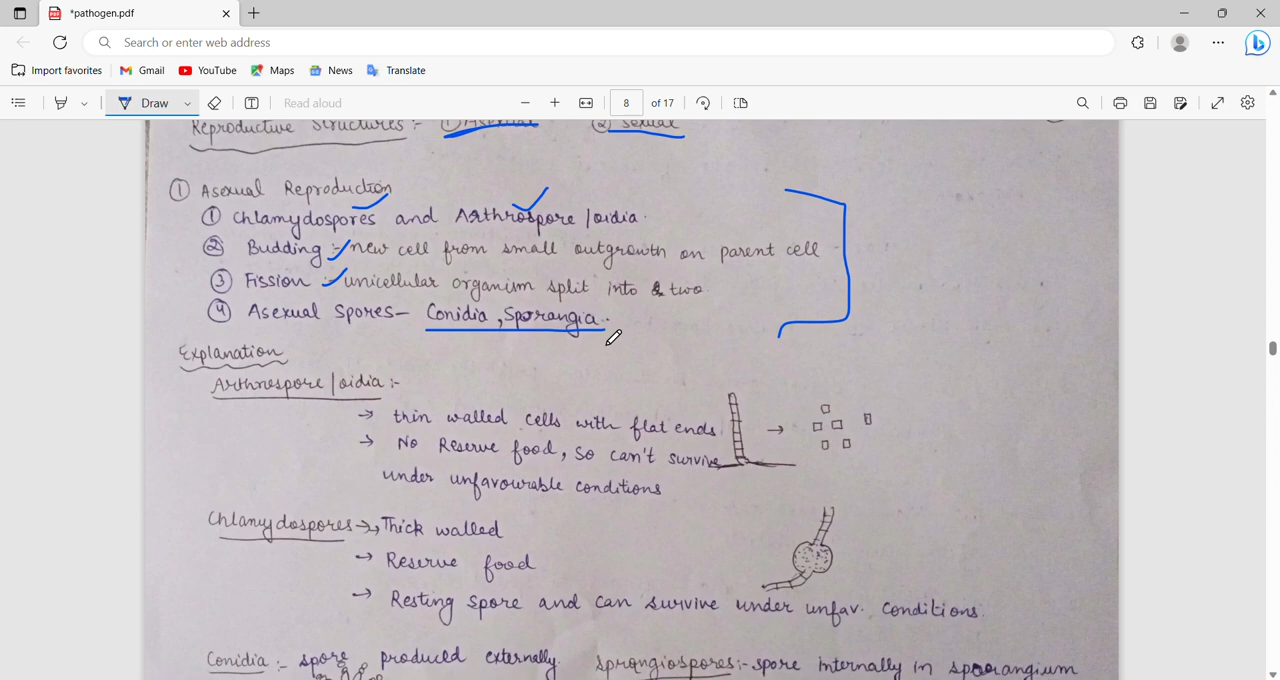 *pathogen.pdf
Search or enter web address
Import favorites Gmail YouTube Maps News Translate
Draw Read aloud 8 of 17
Reproductive Structures :- ① Asexual ② Sexual
① Asexual Reproduction
① Chlamydospores and Arthrospore / oidia.
② Budding :- new cell from small outgrowth on parent cell
③ Fission :- unicellular organism split into two.
④ Asexual Spores - Conidia, Sporangia.
Explanation
Arthrospore / oidia :-
→ thin walled cells with flat ends.
→ No Reserve food, so can't survive
under unfavourable conditions
Chlamydospores →→ Thick walled
→ Reserve food
→ Resting spore and can survive under unfav. conditions.
Conidia :- spore produced externally. Sprangiospores :- spore internally in sporangium